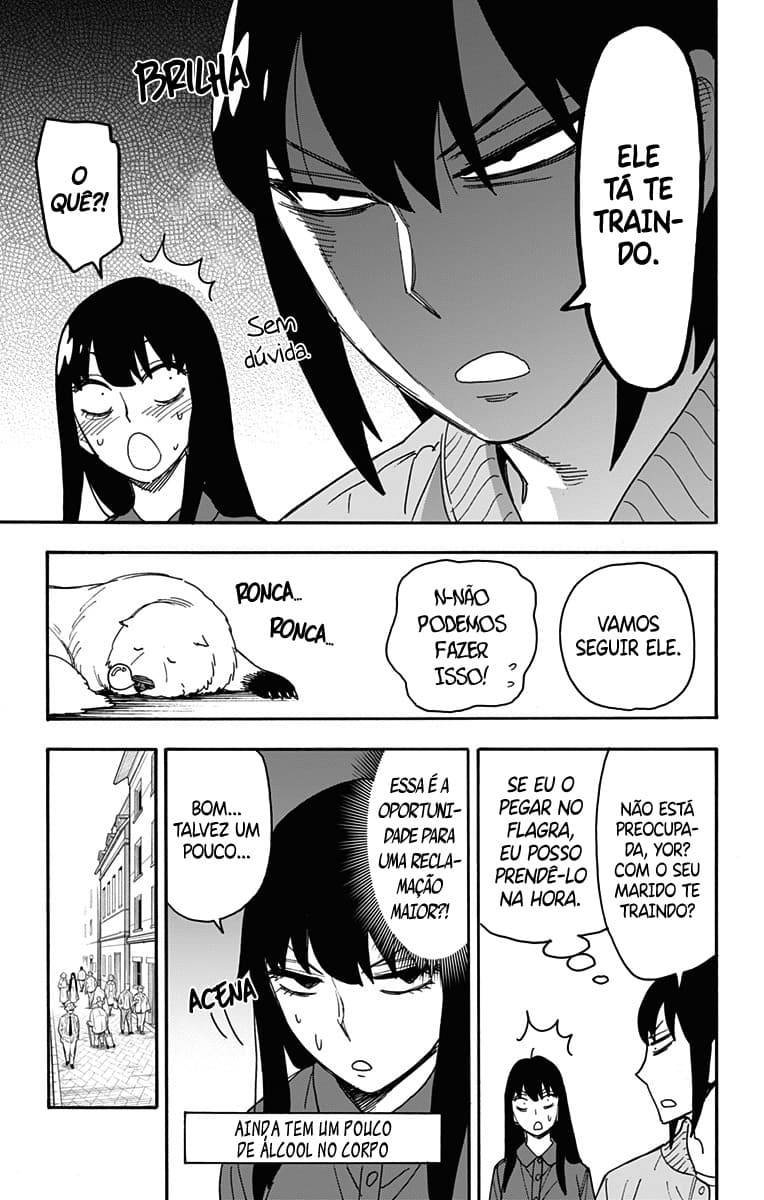 ELE
TÁ TE
TRAIN-
DO.
BRILHA
O
QUÊ?!
Sem
dúvida.
VAMOS
SEGUIR ELE.
N-NÃO
PODEMOS
FAZER
ISSO!
RONCA...
RONCA...
NÃO ESTÁ
PREOCUPA-
DA, YOR?
COM O SEU
MARIDO TE
TRAINDO?
SE EU O
PEGAR NO
FLAGRA,
EU POSSO
PRENDÊ-LO
NA HORA.
ESSA É A
OPORTUNI-
DADE PARA
UMA RECLA-
MAÇÃO
MAIOR?!
BOM...
TALVEZ UM
POUCO...
ACENA
AINDA TEM UM POUCO
DE ÁLCOOL NO CORPO